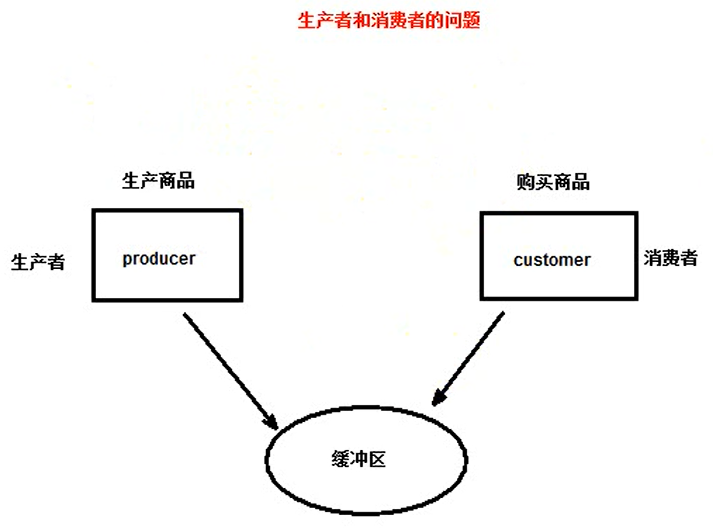 生产者和消费者的问题
生产商品
购买商品
生产者
producer
customer
消费者
缓冲区